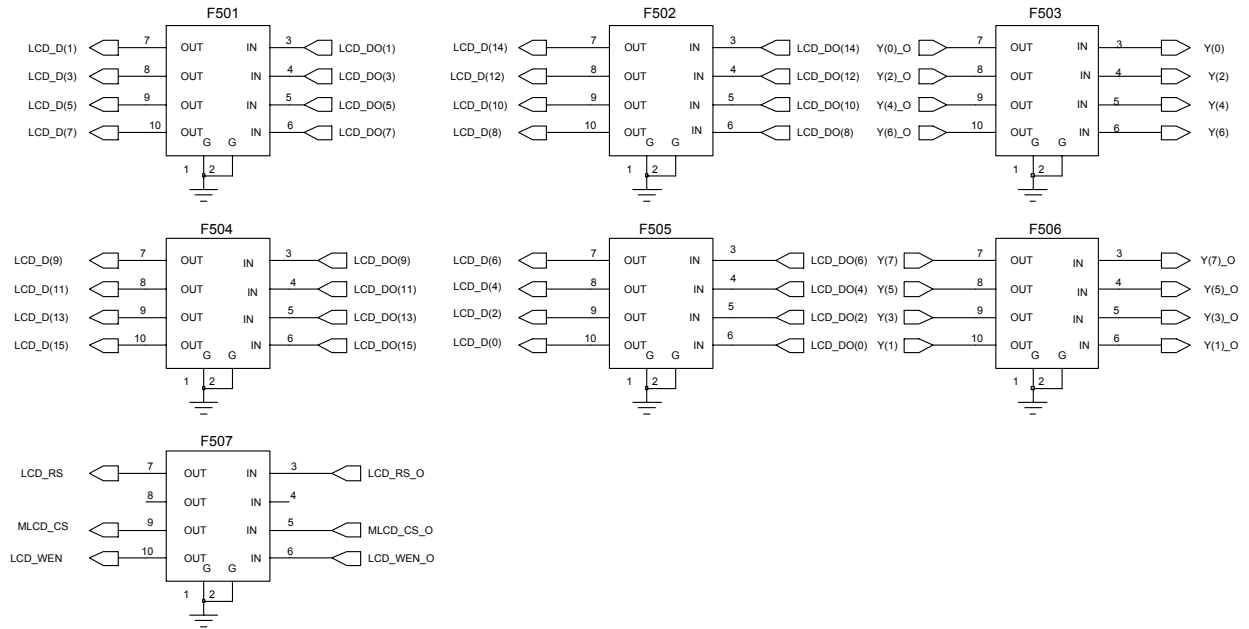 F501
LCD_D(1) 7 OUT IN 3 LCD_DO(1)
LCD_D(3) 8 OUT IN 4 LCD_DO(3)
LCD_D(5) 9 OUT IN 5 LCD_DO(5)
LCD_D(7) 10 OUT IN 6 LCD_DO(7)
G G
1 2
F502
LCD_D(14) 7 OUT IN 3 LCD_DO(14)
LCD_D(12) 8 OUT IN 4 LCD_DO(12)
LCD_D(10) 9 OUT IN 5 LCD_DO(10)
LCD_D(8) 10 OUT IN 6 LCD_DO(8)
G G
1 2
F503
Y(0)_O 7 OUT IN 3 Y(0)
Y(2)_O 8 OUT IN 4 Y(2)
Y(4)_O 9 OUT IN 5 Y(4)
Y(6)_O 10 OUT IN 6 Y(6)
G G
1 2
F504
LCD_D(9) 7 OUT IN 3 LCD_DO(9)
LCD_D(11) 8 OUT IN 4 LCD_DO(11)
LCD_D(13) 9 OUT IN 5 LCD_DO(13)
LCD_D(15) 10 OUT IN 6 LCD_DO(15)
G G
1 2
F505
LCD_D(6) 7 OUT IN 3 LCD_DO(6)
LCD_D(4) 8 OUT IN 4 LCD_DO(4)
LCD_D(2) 9 OUT IN 5 LCD_DO(2)
LCD_D(0) 10 OUT IN 6 LCD_DO(0)
G G
1 2
F506
Y(7) 7 OUT IN 3 Y(7)_O
Y(5) 8 OUT IN 4 Y(5)_O
Y(3) 9 OUT IN 5 Y(3)_O
Y(1) 10 OUT IN 6 Y(1)_O
G G
1 2
F507
LCD_RS 7 OUT IN 3 LCD_RS_O
8 OUT IN 4
MLCD_CS 9 OUT IN 5 MLCD_CS_O
LCD_WEN 10 OUT IN 6 LCD_WEN_O
G G
1 2